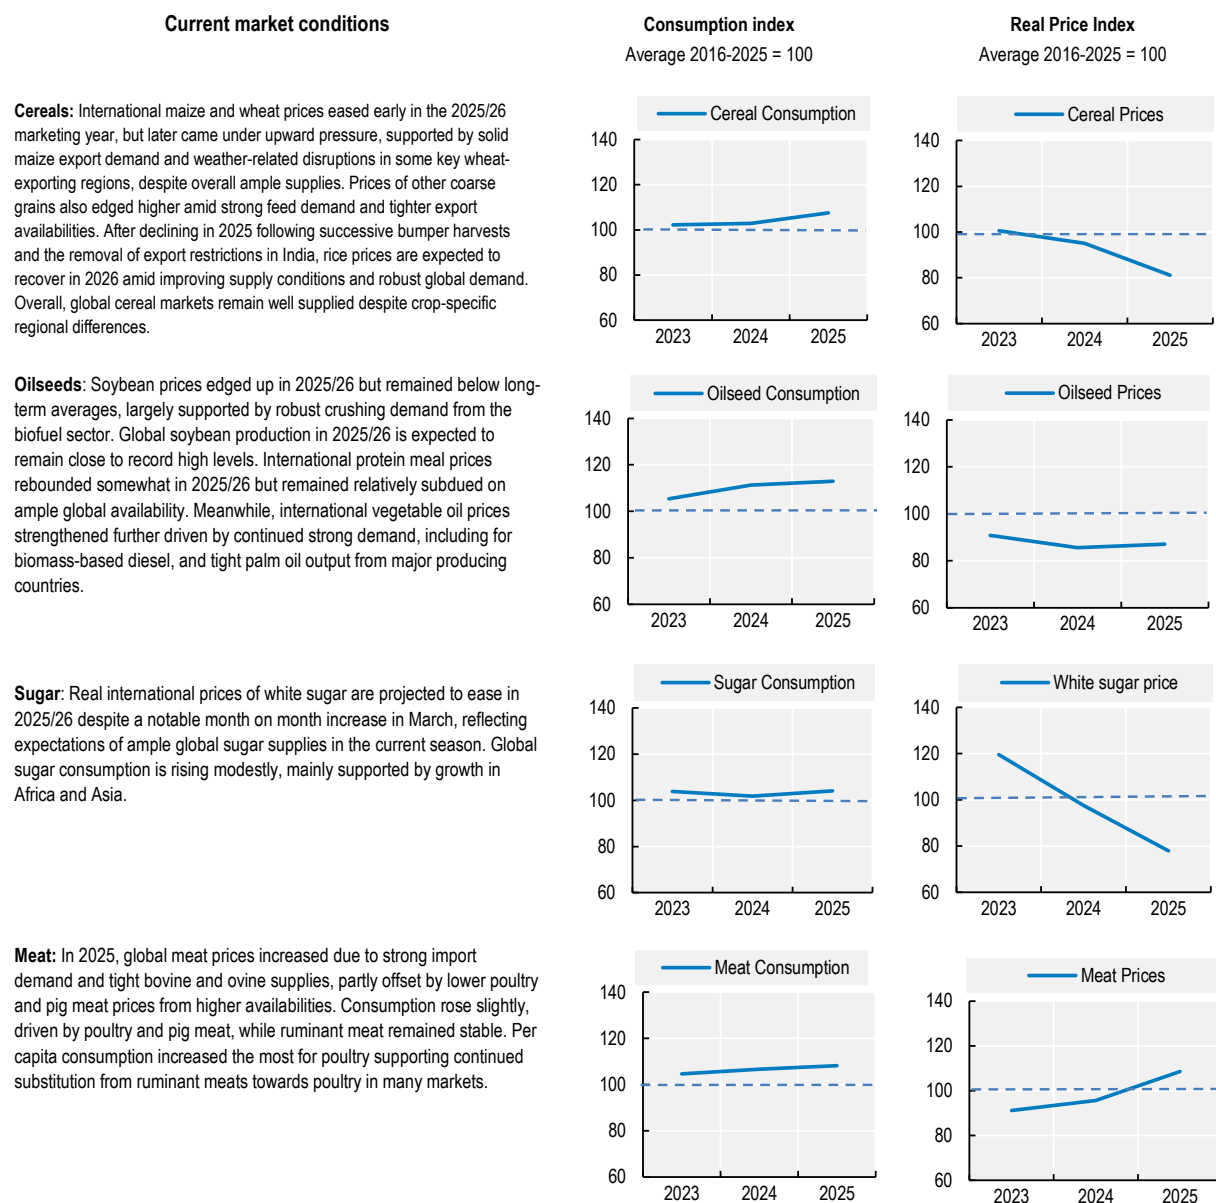 Current market conditions
Consumption index
Average 2016-2025 = 100
Real Price Index
Average 2016-2025 = 100
Cereals: International maize and wheat prices eased early in the 2025/26
marketing year, but later came under upward pressure, supported by solid
maize export demand and weather-related disruptions in some key wheat-
exporting regions, despite overall ample supplies. Prices of other coarse
grains also edged higher amid strong feed demand and tighter export
availabilities. After declining in 2025 following successive bumper harvests
and the removal of export restrictions in India, rice prices are expected to
recover in 2026 amid improving supply conditions and robust global demand.
Overall, global cereal markets remain well supplied despite crop-specific
regional differences.
Cereal Consumption
140
120
100
80
60
2023 2024 2025
Cereal Prices
140
120
100
80
60
2023 2024 2025
Oilseeds: Soybean prices edged up in 2025/26 but remained below long-
term averages, largely supported by robust crushing demand from the
biofuel sector. Global soybean production in 2025/26 is expected to
remain close to record high levels. International protein meal prices
rebounded somewhat in 2025/26 but remained relatively subdued on
ample global availability. Meanwhile, international vegetable oil prices
strengthened further driven by continued strong demand, including for
biomass-based diesel, and tight palm oil output from major producing
countries.
Oilseed Consumption
140
120
100
80
60
2023 2024 2025
Oilseed Prices
140
120
100
80
60
2023 2024 2025
Sugar: Real international prices of white sugar are projected to ease in
2025/26 despite a notable month on month increase in March, reflecting
expectations of ample global sugar supplies in the current season. Global
sugar consumption is rising modestly, mainly supported by growth in
Africa and Asia.
Sugar Consumption
140
120
100
80
60
2023 2024 2025
White sugar price
140
120
100
80
60
2023 2024 2025
Meat: In 2025, global meat prices increased due to strong import
demand and tight bovine and ovine supplies, partly offset by lower poultry
and pig meat prices from higher availabilities. Consumption rose slightly,
driven by poultry and pig meat, while ruminant meat remained stable. Per
capita consumption increased the most for poultry supporting continued
substitution from ruminant meats towards poultry in many markets.
Meat Consumption
140
120
100
80
60
2023 2024 2025
Meat Prices
140
120
100
80
60
2023 2024 2025